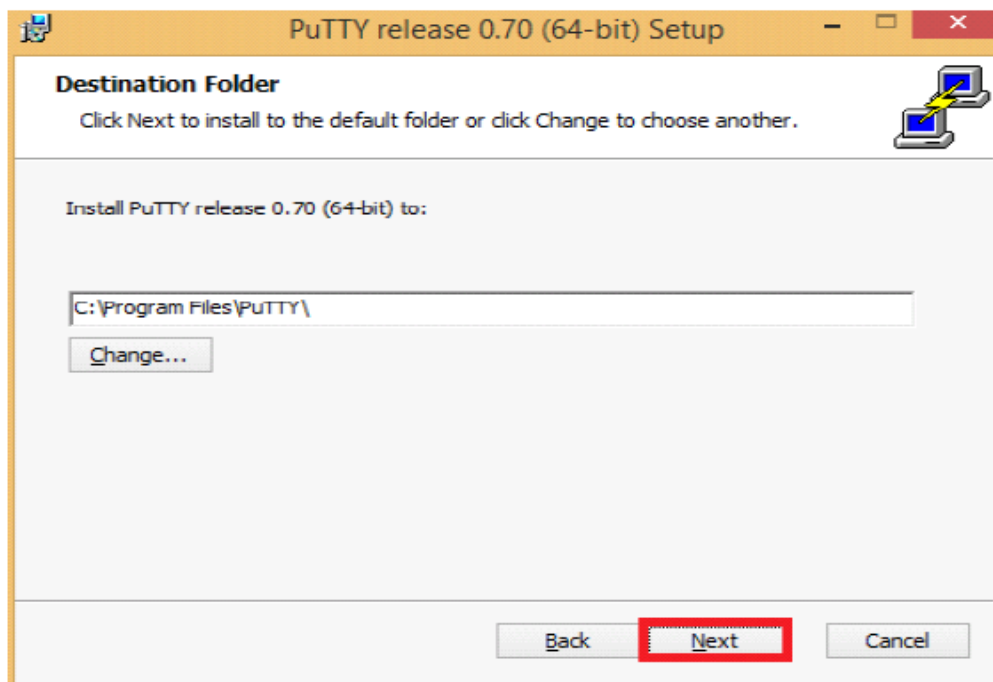 PuTTY release 0.70 (64-bit) Setup
Destination Folder
Click Next to install to the default folder or click Change to choose another.
Install PuTTY release 0.70 (64-bit) to:
C:\Program Files\PuTTY\
Change...
Back Next Cancel